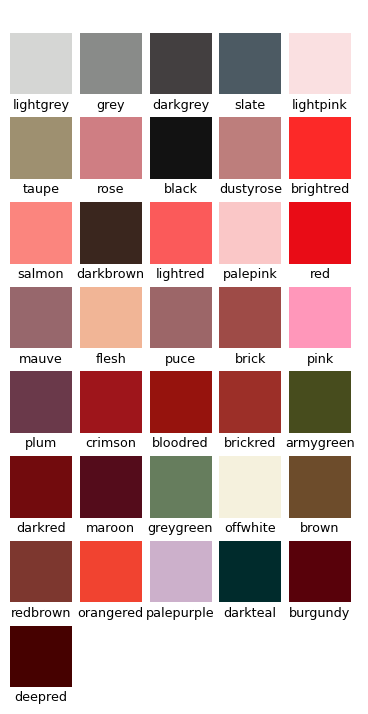 lightgrey grey darkgrey slate lightpink
taupe rose black dustyrose brightred
salmon darkbrown lightred palepink red
mauve flesh puce brick pink
plum crimson bloodred brickred armygreen
darkred maroon greygreen offwhite brown
redbrown orangered palepurple darkteal burgundy
deepred